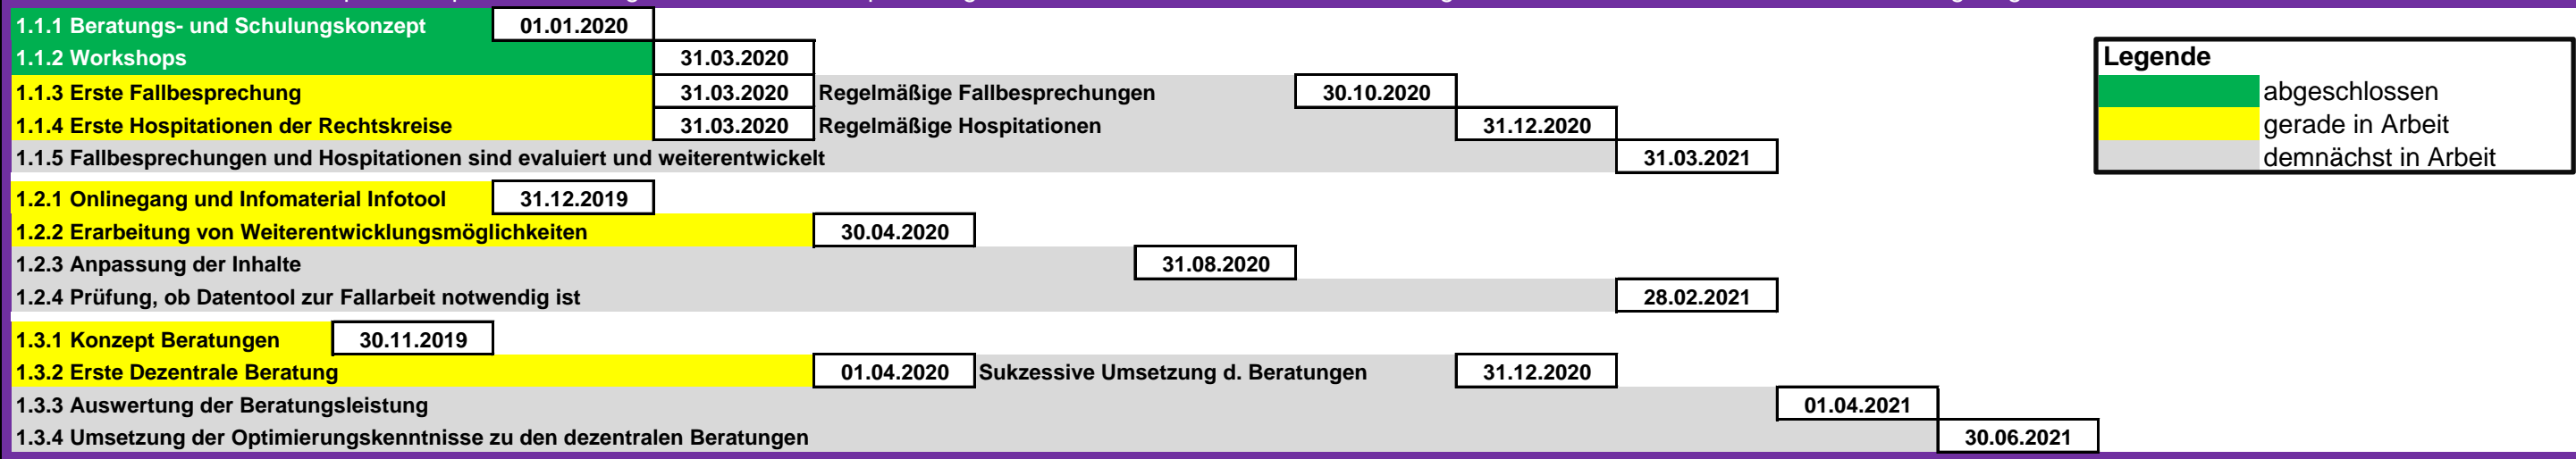 1.1.1 Beratungs- und Schulungskonzept 01.01.2020
1.1.2 Workshops 31.03.2020
1.1.3 Erste Fallbesprechung 31.03.2020 Regelmäßige Fallbesprechungen 30.10.2020
1.1.4 Erste Hospitationen der Rechtskreise 31.03.2020 Regelmäßige Hospitationen 31.12.2020
1.1.5 Fallbesprechungen und Hospitationen sind evaluiert und weiterentwickelt 31.03.2021
1.2.1 Onlinegang und Infomaterial Infotool 31.12.2019
1.2.2 Erarbeitung von Weiterentwicklungsmöglichkeiten 30.04.2020
1.2.3 Anpassung der Inhalte 31.08.2020
1.2.4 Prüfung, ob Datentool zur Fallarbeit notwendig ist 28.02.2021
1.3.1 Konzept Beratungen 30.11.2019
1.3.2 Erste Dezentrale Beratung 01.04.2020 Sukzessive Umsetzung d. Beratungen 31.12.2020
1.3.3 Auswertung der Beratungsleistung 01.04.2021
1.3.4 Umsetzung der Optimierungskenntnisse zu den dezentralen Beratungen 30.06.2021
Legende
abgeschlossen
gerade in Arbeit
demnächst in Arbeit